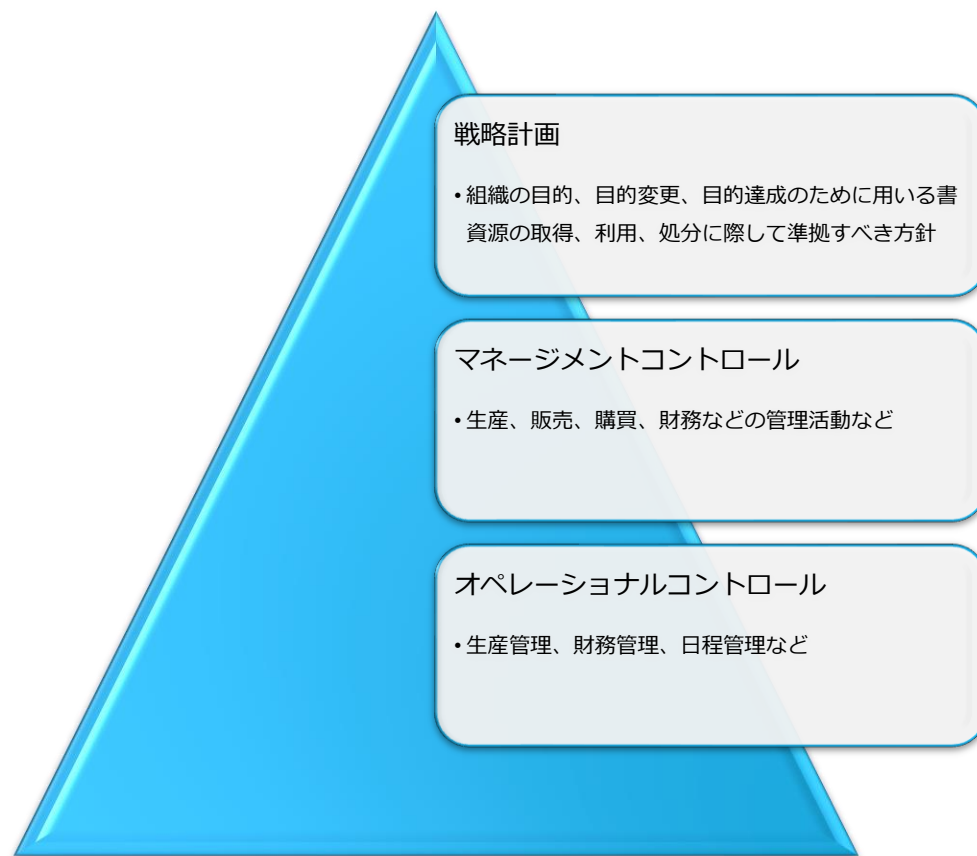 戦略計画
•組織の目的、目的変更、目的達成のために用いる書
資源の取得、利用、処分に際して準拠すべき方針
マネージメントコントロール
•生産、販売、購買、財務などの管理活動など
オペレーショナルコントロール
•生産管理、財務管理、日程管理など